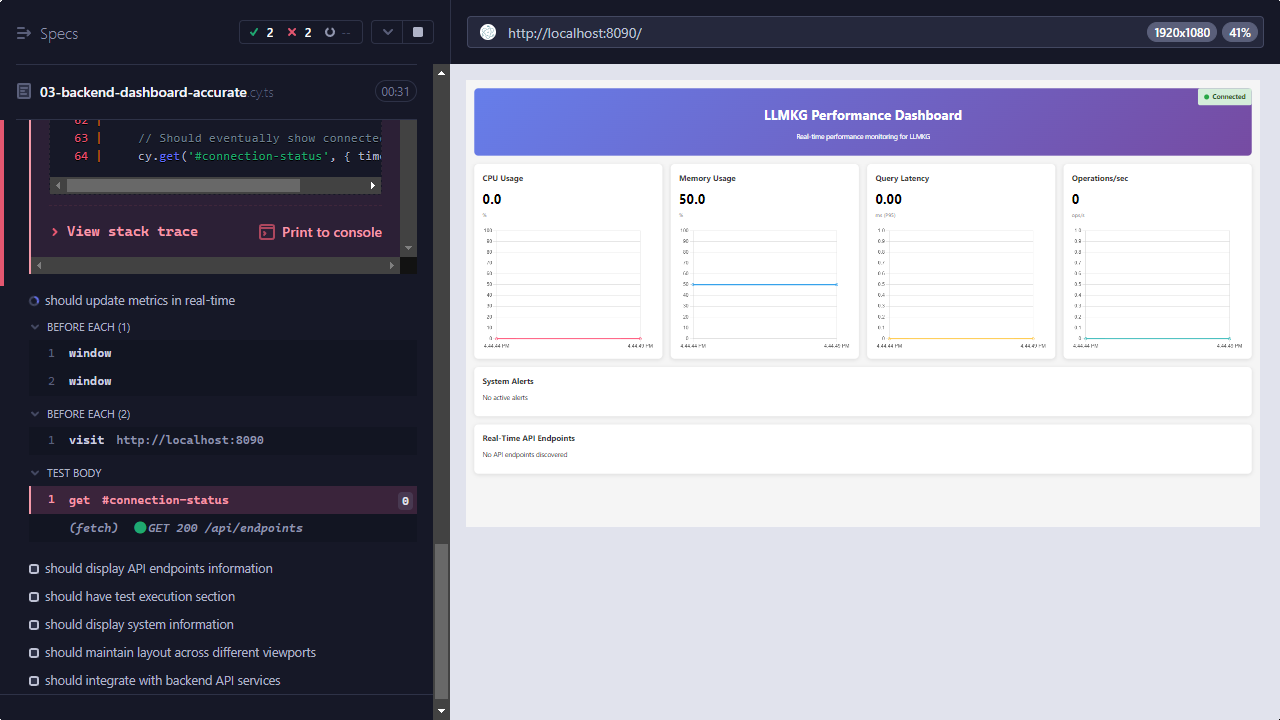 Specs
2 2 --
03-backend-dashboard-accurate.cy.ts 00:31
62 |
63 | // Should eventually show connected
64 | cy.get('#connection-status', { time
View stack trace Print to console
should update metrics in real-time
BEFORE EACH (1)
1 window
2 window
BEFORE EACH (2)
1 visit http://localhost:8090
TEST BODY
1 get #connection-status 0
(fetch) GET 200 /api/endpoints
should display API endpoints information
should have test execution section
should display system information
should maintain layout across different viewports
should integrate with backend API services
http://localhost:8090/ 1920x1080 41%
Connected
LLMKG Performance Dashboard
Real-time performance monitoring for LLMKG
CPU Usage
0.0
%
100
90
80
70
60
50
40
30
20
10
0
4:44:44 PM 4:44:49 PM
Memory Usage
50.0
%
100
90
80
70
60
50
40
30
20
10
0
4:44:44 PM 4:44:49 PM
Query Latency
0.00
ms (P95)
1.0
0.9
0.8
0.7
0.6
0.5
0.4
0.3
0.2
0.1
0
4:44:44 PM 4:44:49 PM
Operations/sec
0
ops/s
1.0
0.9
0.8
0.7
0.6
0.5
0.4
0.3
0.2
0.1
0
4:44:44 PM 4:44:49 PM
System Alerts
No active alerts
Real-Time API Endpoints
No API endpoints discovered